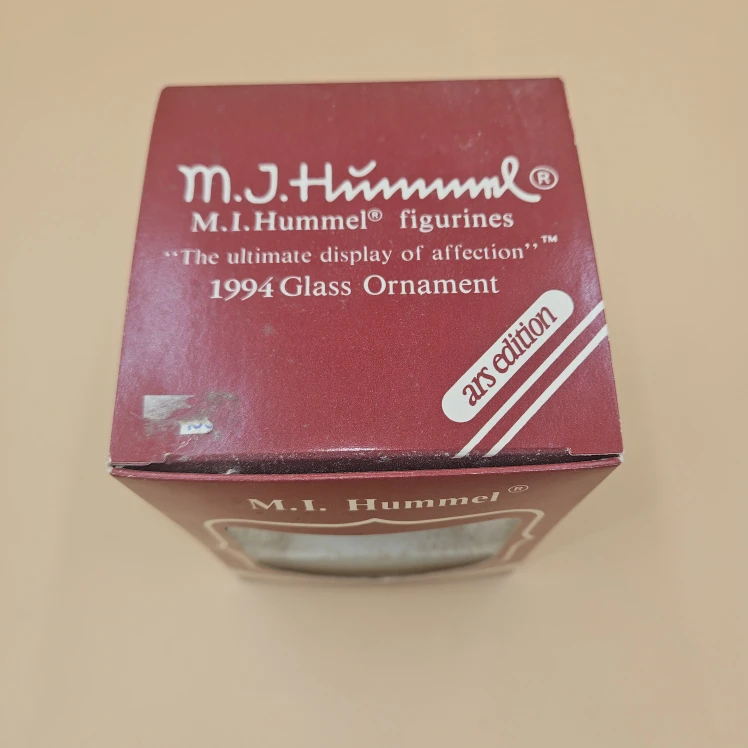 M.J.Hummel®
M.I.Hummel® figurines
“The ultimate display of affection”™
1994 Glass Ornament
ars edition
M.I. Hummel®